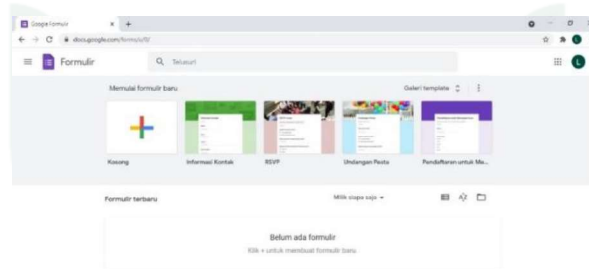 Google Formulir
docs.google.com/forms/u/0/
Formulir
Telusuri
Memulai formulir baru
Galeri template
Kosong
Informasi Kontak
RSVP
Undangan Pesta
Pendaftaran untuk Me...
Formulir terbaru
Milik siapa saja
Belum ada formulir
Klik + untuk membuat formulir baru.